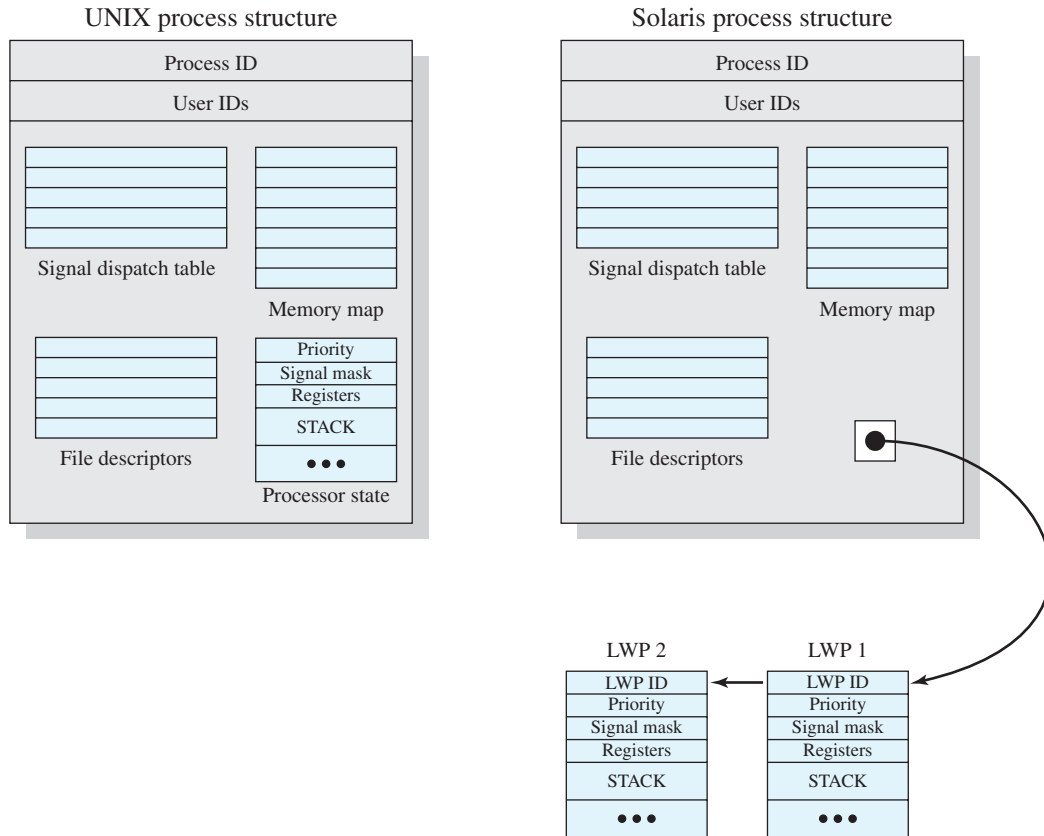 UNIX process structure
Process ID
User IDs
Signal dispatch table
Memory map
Priority
Signal mask
Registers
STACK
•••
File descriptors
Processor state
Solaris process structure
Process ID
User IDs
Signal dispatch table
Memory map
File descriptors
LWP 2
LWP ID
Priority
Signal mask
Registers
STACK
•••
LWP 1
LWP ID
Priority
Signal mask
Registers
STACK
•••